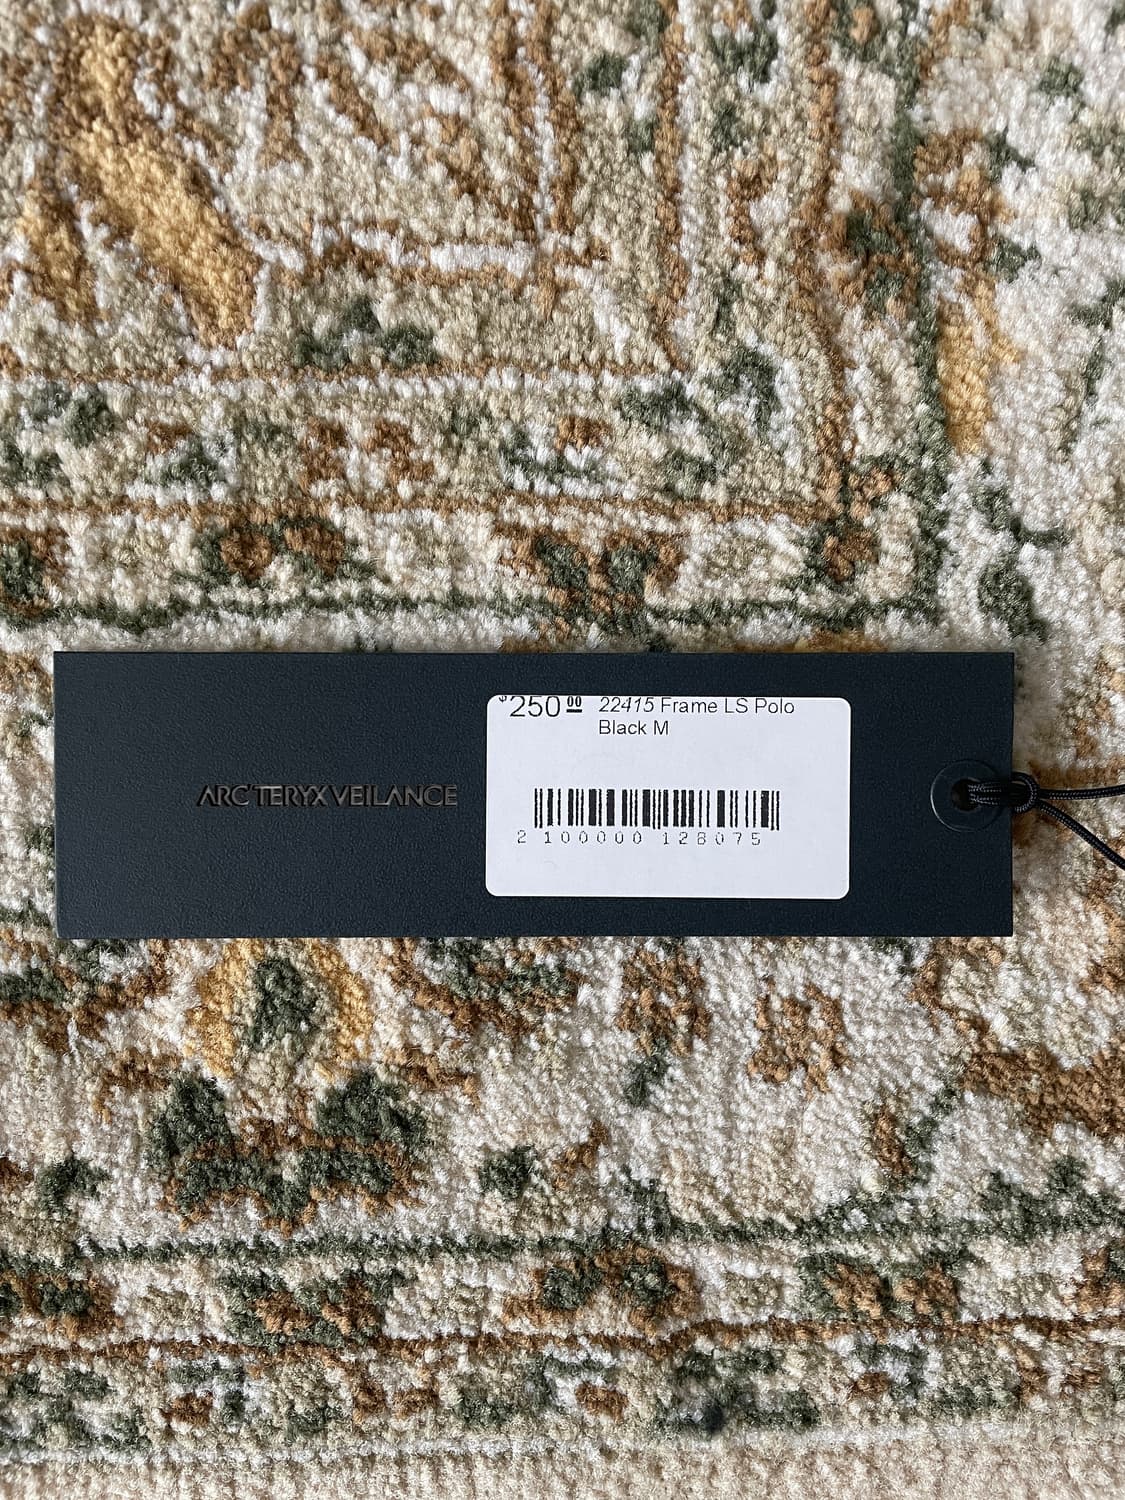 ARC'TERYX VEILANCE
$250.00 22415 Frame LS Polo
Black M
2 100000 128075